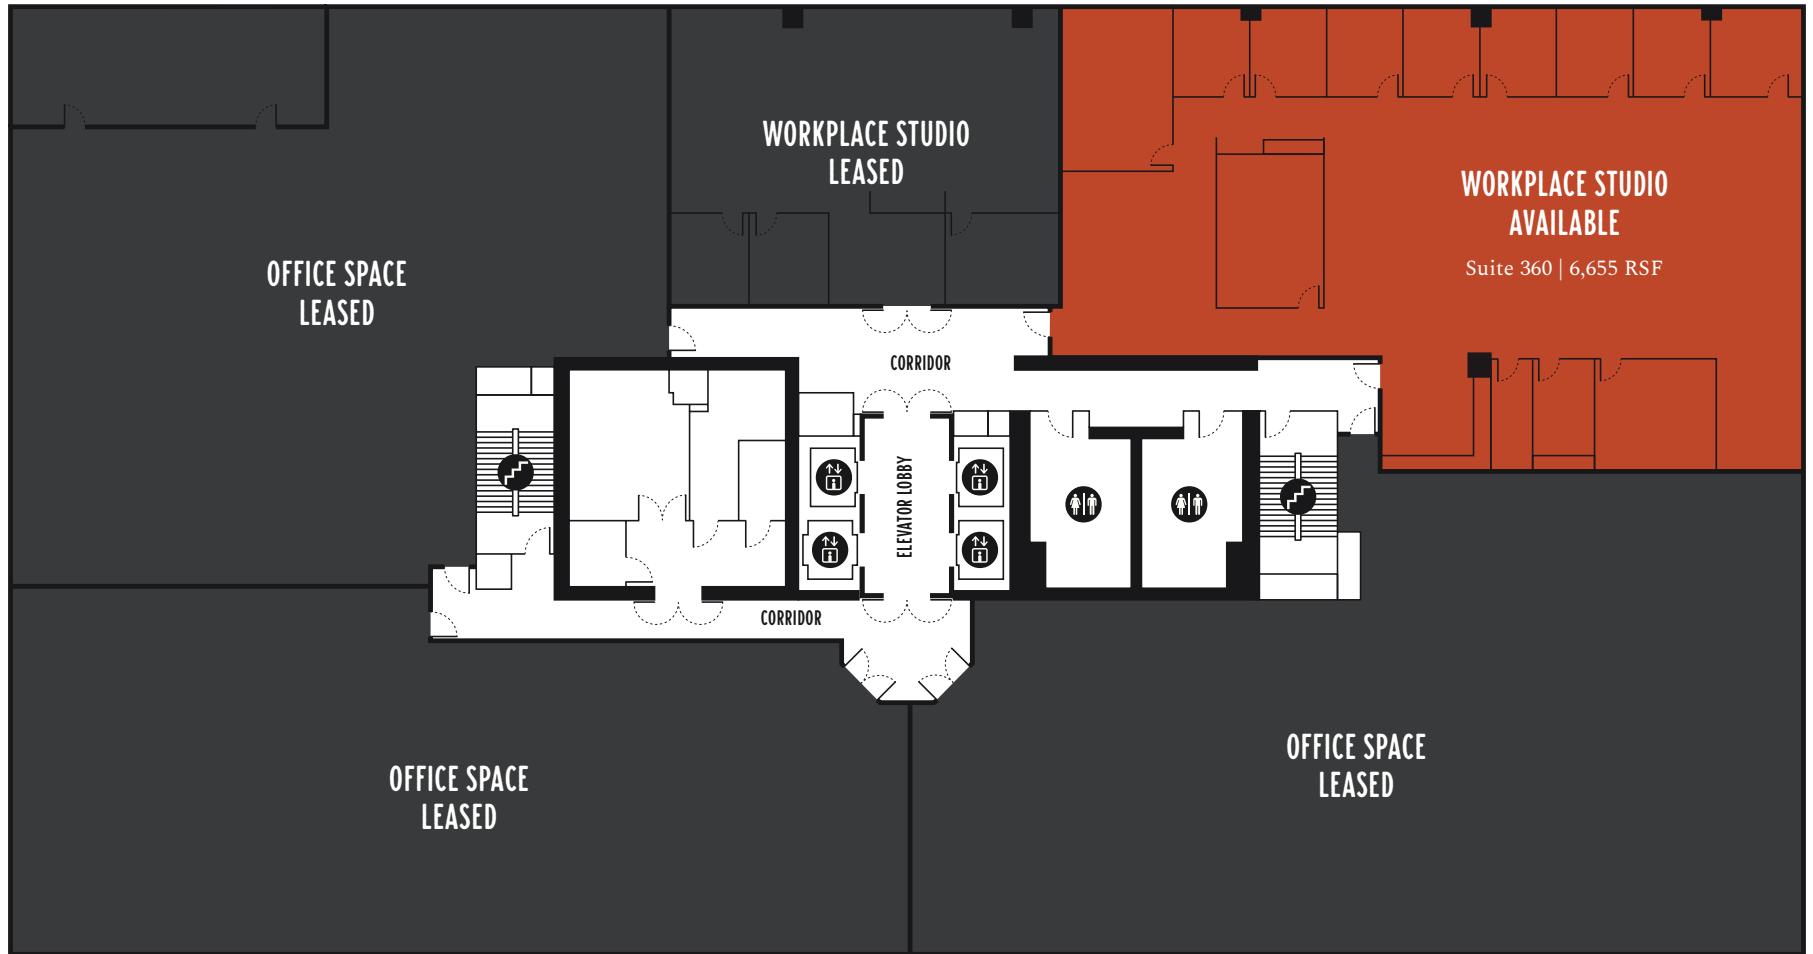 WORKPLACE STUDIO
LEASED
WORKPLACE STUDIO
AVAILABLE
Suite 360 | 6,655 RSF
OFFICE SPACE
LEASED
CORRIDOR
ELEVATOR LOBBY
CORRIDOR
OFFICE SPACE
LEASED
OFFICE SPACE
LEASED